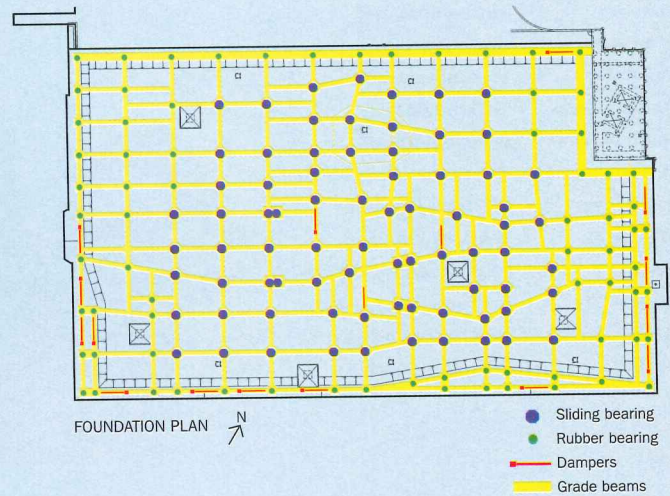 FOUNDATION PLAN
N
Sliding bearing
Rubber bearing
Dampers
Grade beams